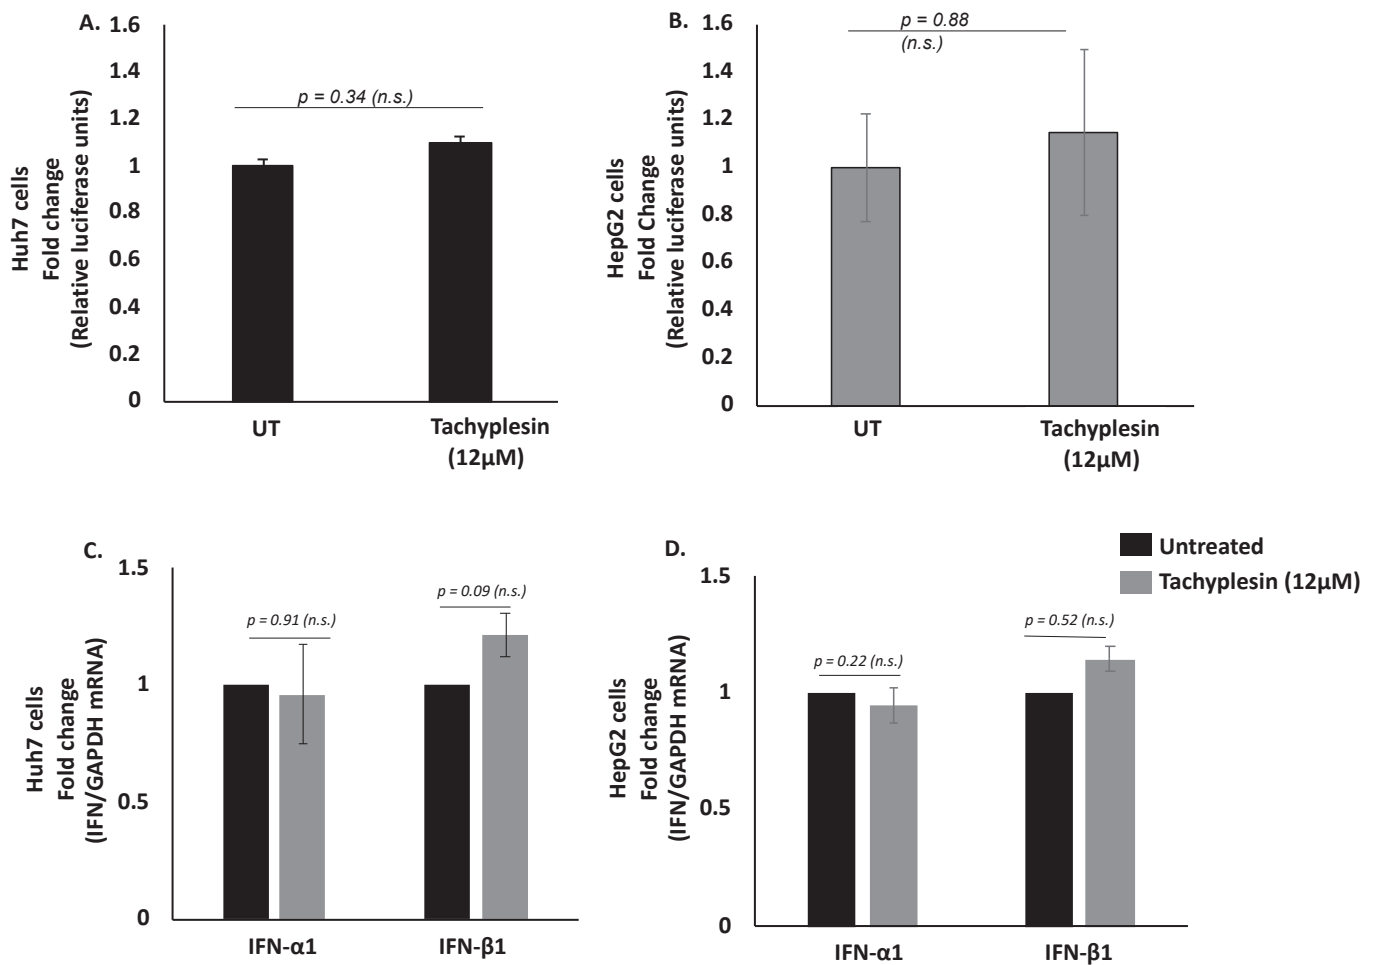 A.
Huh7 cells
Fold change
(Relative luciferase units)
1.6
1.4
1.2
1
0.8
0.6
0.4
0.2
0
p = 0.34 (n.s.)
UT
Tachyplesin
(12μM)
B.
HepG2 cells
Fold Change
(Relative luciferase units)
1.6
1.4
1.2
1
0.8
0.6
0.4
0.2
0
p = 0.88
(n.s.)
UT
Tachyplesin
(12μM)
C.
Huh7 cells
Fold change
(IFN/GAPDH mRNA)
1.5
1
0.5
0
p = 0.91 (n.s.)
p = 0.09 (n.s.)
IFN-α1
IFN-β1
D.
HepG2 cells
Fold change
(IFN/GAPDH mRNA)
1.5
1
0.5
0
p = 0.22 (n.s.)
p = 0.52 (n.s.)
IFN-α1
IFN-β1
Untreated
Tachyplesin (12μM)